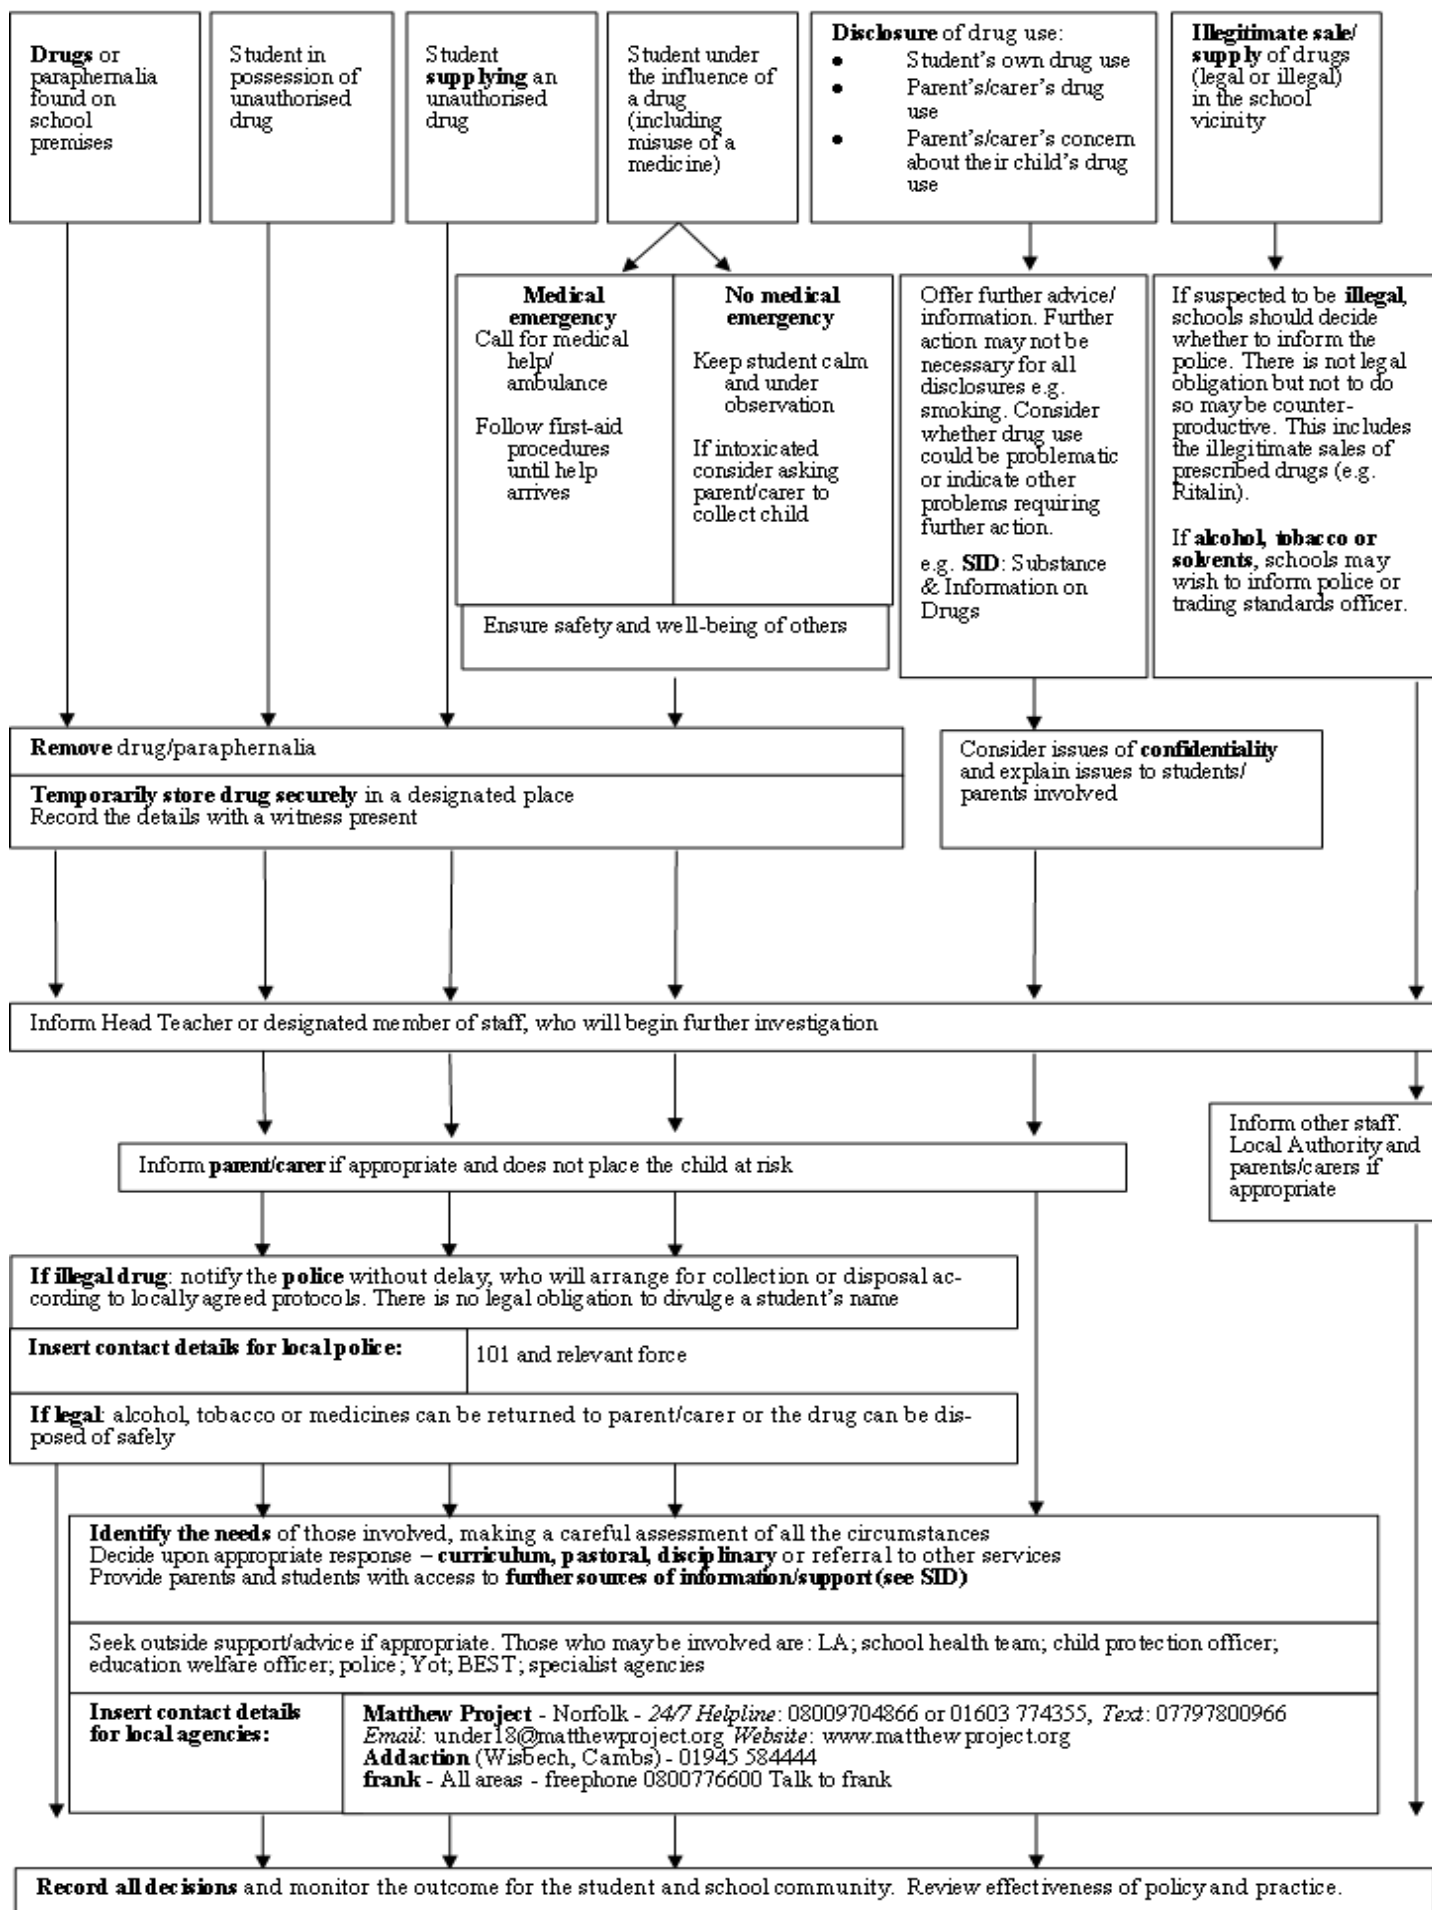 Drugs or
paraphernalia
found on
school
premises
Student in
possession of
unauthorised
drug
Student
supplying an
unauthorised
drug
Student under
the influence of
a drug
(including
misuse of a
medicine)
Disclosure of drug use:
● Student's own drug use
● Parent's/carer's drug
use
● Parent's/carer's concern
about their child's drug
use
Illegitimate sale/
supply of drugs
(legal or illegal)
in the school
vicinity
Medical
emergency
Call for medical
help/
ambulance
Follow first-aid
procedures
until help
arrives
No medical
emergency
Keep student calm
and under
observation
If intoxicated
consider asking
parent/carer to
collect child
Ensure safety and well-being of others
Offer further advice/
information. Further
action may not be
necessary for all
disclosures e.g.
smoking. Consider
whether drug use
could be problematic
or indicate other
problems requiring
further action.
e.g. SID: Substance
& Information on
Drugs
If suspected to be illegal,
schools should decide
whether to inform the
police. There is not legal
obligation but not to do
so may be counter-
productive. This includes
the illegitimate sales of
prescribed drugs (e.g.
Ritalin).
If alcohol, tobacco or
solvents, schools may
wish to inform police or
trading standards officer.
Remove drug/paraphernalia
Temporarily store drug securely in a designated place
Record the details with a witness present
Consider issues of confidentiality
and explain issues to students/
parents involved
Inform Head Teacher or designated member of staff, who will begin further investigation
Inform parent/carer if appropriate and does not place the child at risk
Inform other staff.
Local Authority and
parents/carers if
appropriate
If illegal drug: notify the police without delay, who will arrange for collection or disposal ac-
cording to locally agreed protocols. There is no legal obligation to divulge a student's name
Insert contact details for local police:
101 and relevant force
If legal: alcohol, tobacco or medicines can be returned to parent/carer or the drug can be dis-
posed of safely
Identify the needs of those involved, making a careful assessment of all the circumstances
Decide upon appropriate response – curriculum, pastoral, disciplinary or referral to other services
Provide parents and students with access to further sources of information/support (see SID)
Seek outside support/advice if appropriate. Those who may be involved are: LA; school health team; child protection officer;
education welfare officer; police; Yot; BEST; specialist agencies
Insert contact details
for local agencies:
Matthew Project - Norfolk - 24/7 Helpline: 08009704866 or 01603 774355, Text: 07797800966
Email: under18@matthewproject.org Website: www.matthew project.org
Addaction (Wisbech, Cambs) - 01945 584444
frank - All areas - freephone 0800776600 Talk to frank
Record all decisions and monitor the outcome for the student and school community. Review effectiveness of policy and practice.